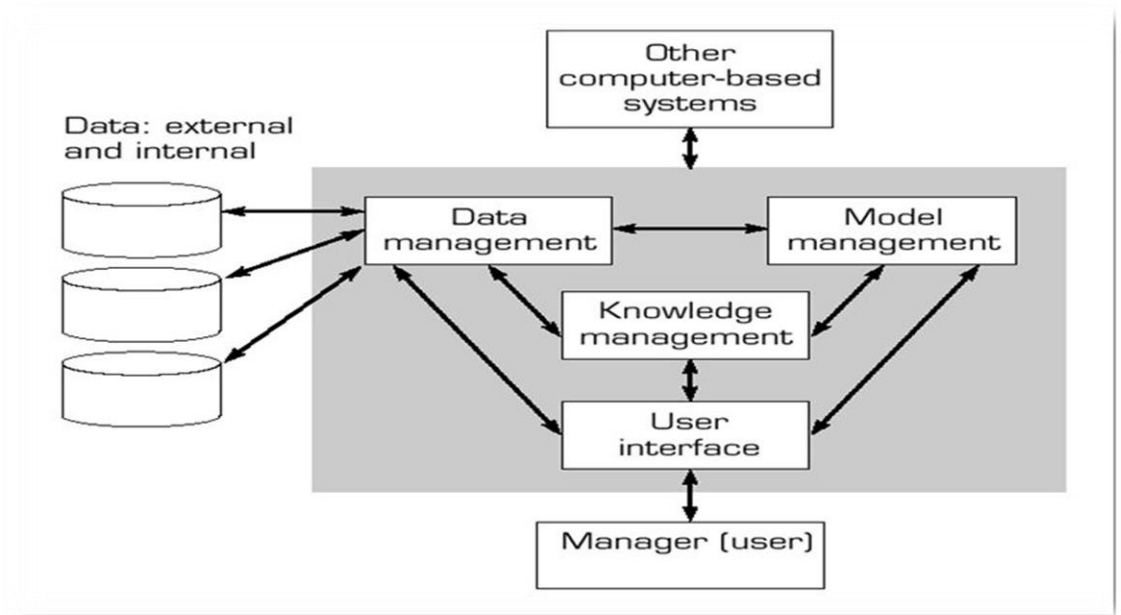 Other
computer-based
systems
Data: external
and internal
Data
management
Model
management
Knowledge
management
User
interface
Manager (user)